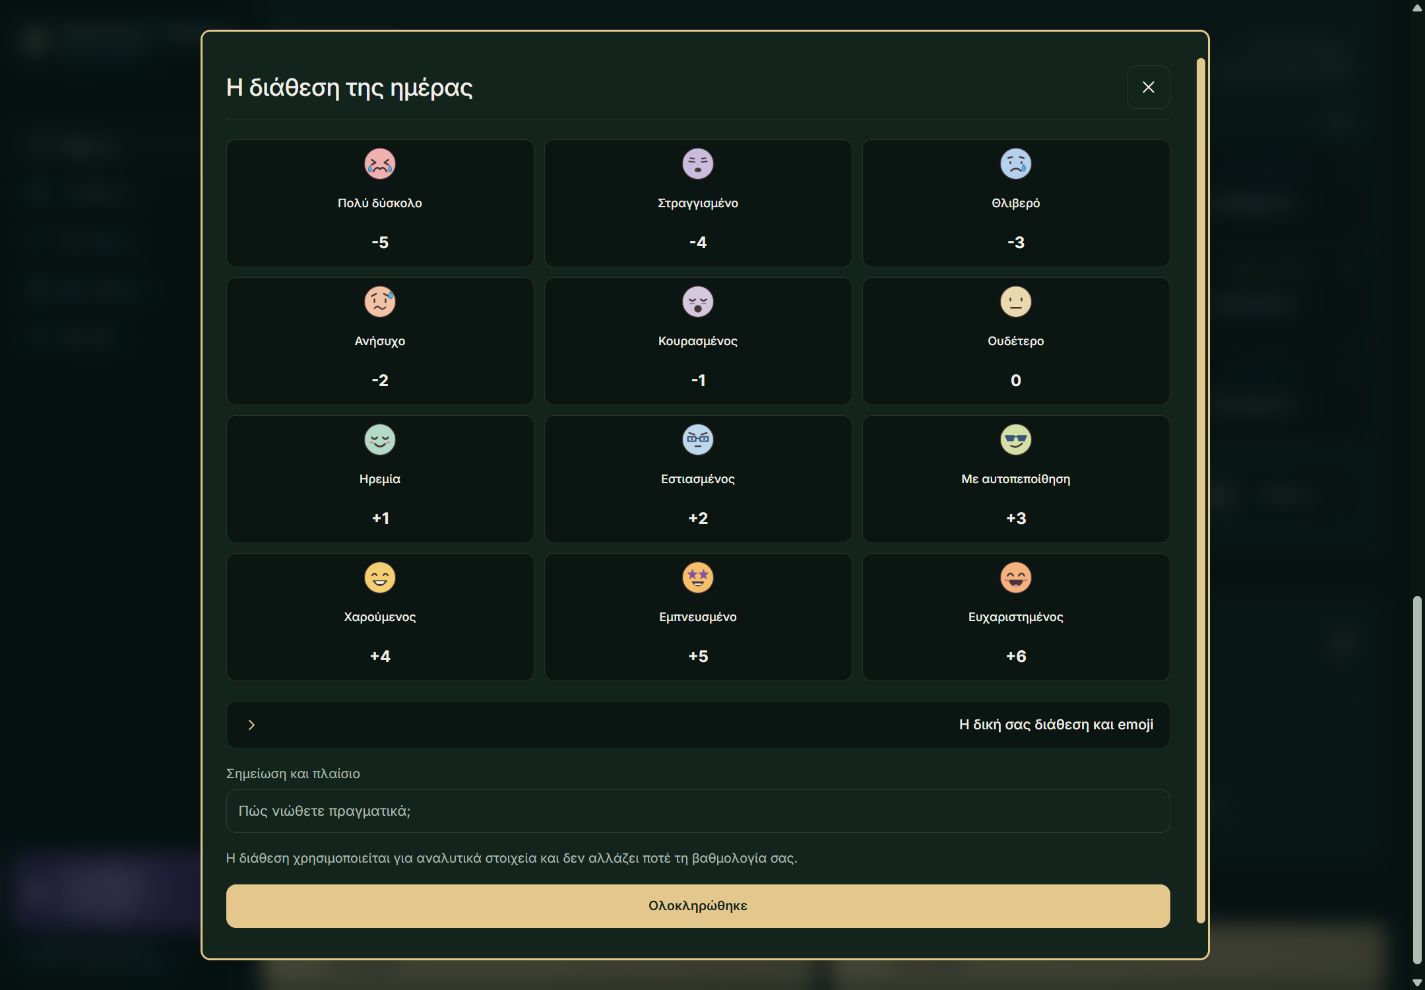 Η διάθεση της ημέρας
Πολύ δύσκολο
-5
Στραγγισμένο
-4
Θλιβερό
-3
Ανήσυχο
-2
Κουρασμένος
-1
Ουδέτερο
0
Ηρεμία
+1
Εστιασμένος
+2
Με αυτοπεποίθηση
+3
Χαρούμενος
+4
Εμπνευσμένο
+5
Ευχαριστημένος
+6
Η δική σας διάθεση και emoji
Σημείωση και πλαίσιο
Πώς νιώθετε πραγματικά;
Η διάθεση χρησιμοποιείται για αναλυτικά στοιχεία και δεν αλλάζει ποτέ τη βαθμολογία σας.
Ολοκληρώθηκε